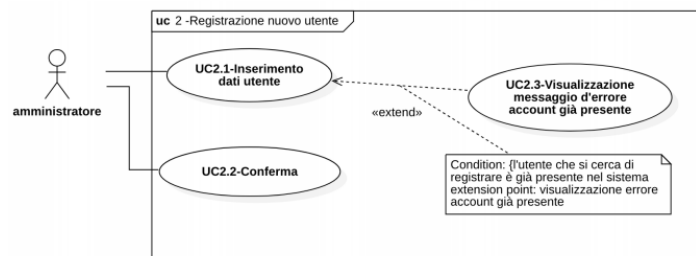 uc 2 -Registrazione nuovo utente
amministratore
UC2.1-Inserimento
dati utente
UC2.3-Visualizzazione
messaggio d'errore
account già presente
«extend»
UC2.2-Conferma
Condition: {l'utente che si cerca di
registrare è già presente nel sistema
extension point: visualizzazione errore
account già presente